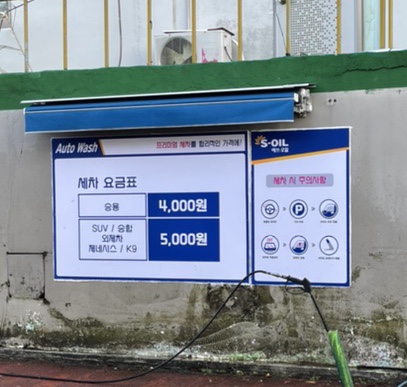 Auto Wash
프리미엄 세차를 합리적인 가격에!
세차 요금표
승용
4,000원
SUV / 승합
외제차
제네시스 / K9
5,000원
S-OIL
세차 시 주의사항
P